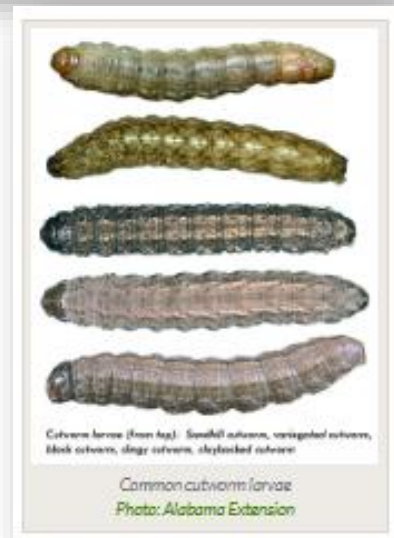 Cutworm larvae (from top): Sandhill cutworm, variegated cutworm,
black cutworm, dingy cutworm, claybacked cutworm
Common cutworm larvae
Photo: Alabama Extension